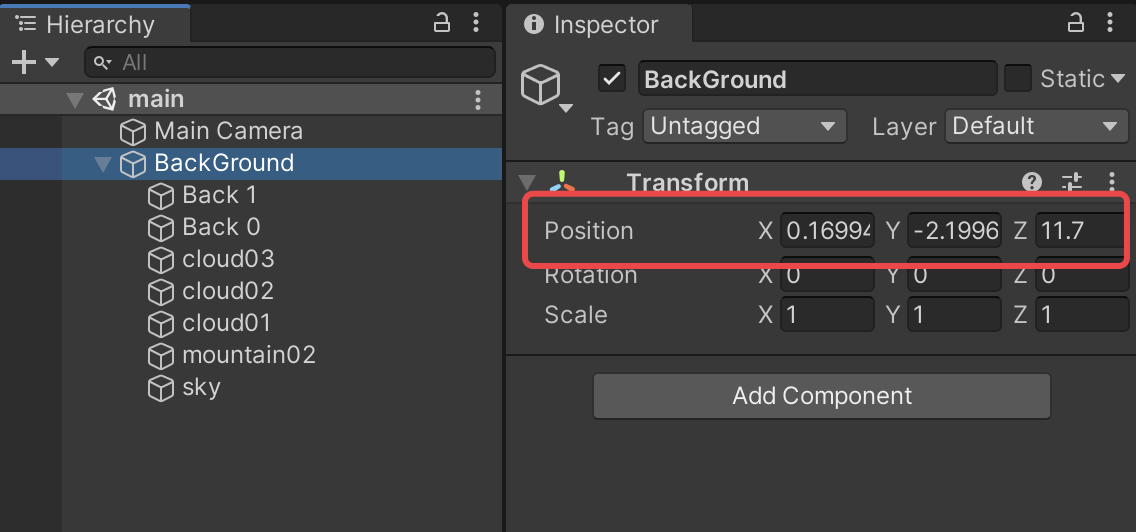 Hierarchy
All
main
Main Camera
BackGround
Back 1
Back 0
cloud03
cloud02
cloud01
mountain02
sky
Inspector
BackGround
Static
Tag Untagged Layer Default
Transform
Position X 0.16994 Y -2.1996 Z 11.7
Rotation X 0 Y 0 Z 0
Scale X 1 Y 1 Z 1
Add Component